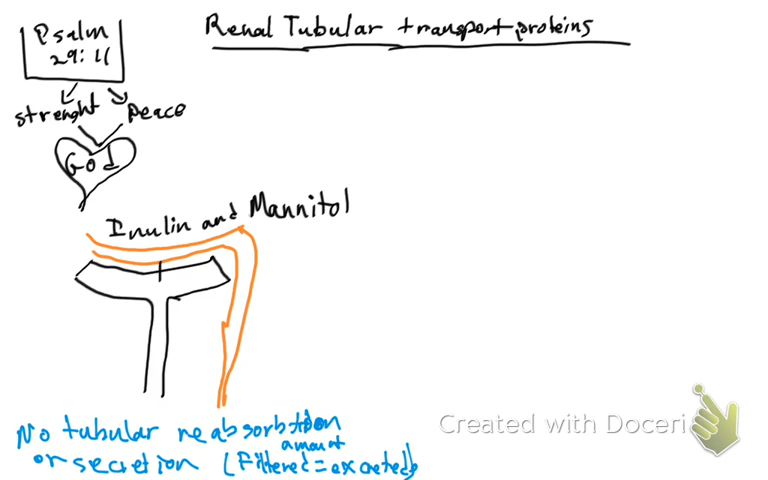 Psalm
29:11
Renal Tubular transport proteins
strenght
Peace
GOd
Inulin and Mannitol
No tubular reabsorbtion
amount
or secretion (Filtered = excreted)
Created with Doceri